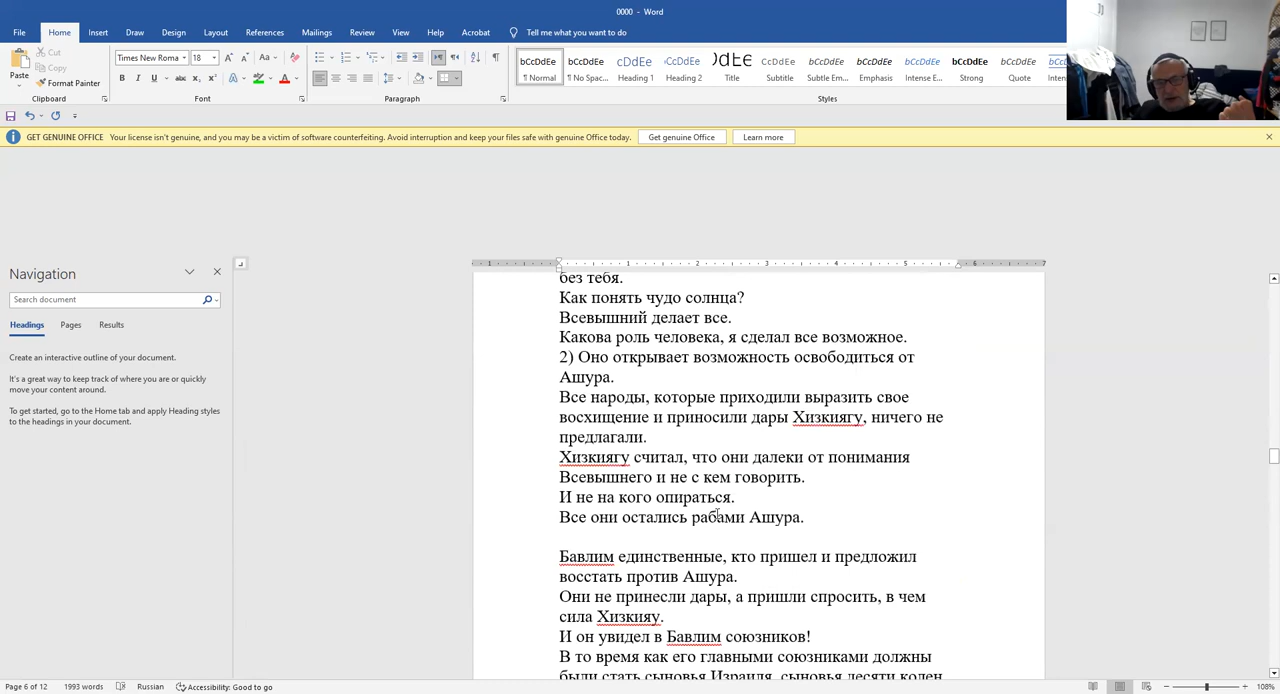 0000 - Word
File Home Insert Draw Design Layout References Mailings Review View Help Acrobat Tell me what you want to do
Paste
Cut
Copy
Format Painter
Clipboard
Times New Roma 18
Font
Paragraph
Normal
No Spac...
Heading 1
Heading 2
Title
Subtitle
Subtle Em...
Emphasis
Intense E...
Strong
Quote
Styles
GET GENUINE OFFICE Your license isn't genuine, and you may be a victim of software counterfeiting. Avoid interruption and keep your files safe with genuine Office today. Get genuine Office Learn more
Navigation
Search document
Headings Pages Results
Create an interactive outline of your document.
It's a great way to keep track of where you are or quickly
move your content around.
To get started, go to the Home tab and apply Heading styles
to the headings in your document.
без тебя.
Как понять чудо солнца?
Всевышний делает все.
Какова роль человека, я сделал все возможное.
2) Оно открывает возможность освободиться от
Ашура.
Все народы, которые приходили выразить свое
восхищение и приносили дары Хизкиягу, ничего не
предлагали.
Хизкиягу считал, что они далеки от понимания
Всевышнего и не с кем говорить.
И не на кого опираться.
Все они остались рабами Ашура.
Бавлим единственные, кто пришел и предложил
восстать против Ашура.
Они не принесли дары, а пришли спросить, в чем
сила Хизкияу.
И он увидел в Бавлим союзников!
В то время как его главными союзниками должны
были стать сыновья Израиля, сыновья десяти колен
Page 6 of 12 1993 words Russian Accessibility: Good to go 108%